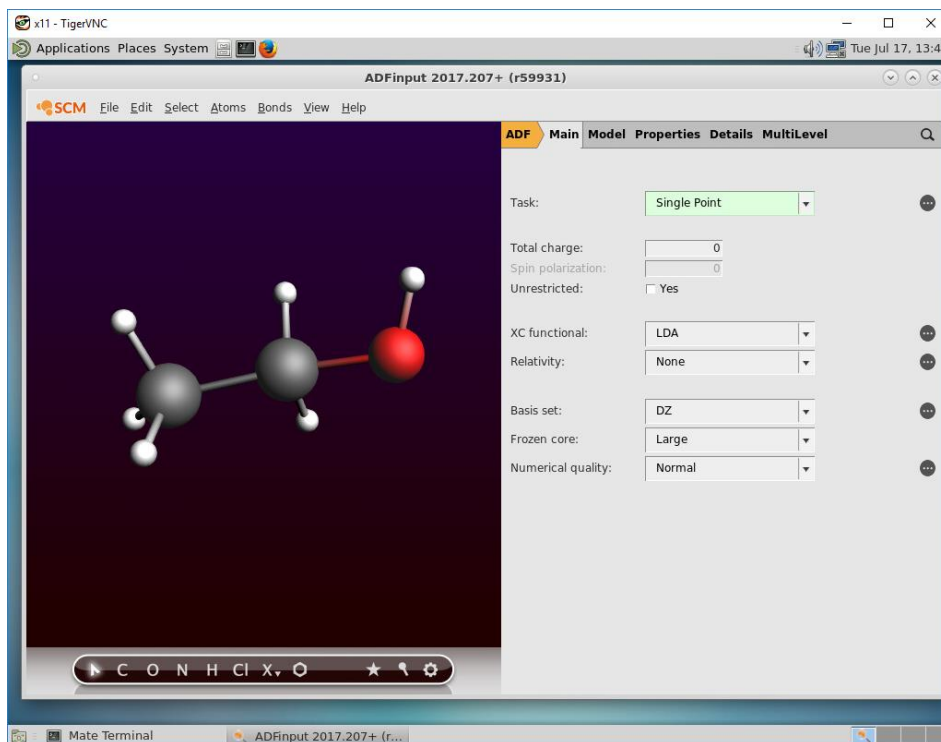 x11 - TigerVNC
Applications Places System
Tue Jul 17, 13:4
ADFinput 2017.207+ (r59931)
SCM File Edit Select Atoms Bonds View Help
ADF Main Model Properties Details MultiLevel
Task: Single Point
Total charge: 0
Spin polarization: 0
Unrestricted: Yes
XC functional: LDA
Relativity: None
Basis set: DZ
Frozen core: Large
Numerical quality: Normal
C O N H Cl X
Mate Terminal
ADFinput 2017.207+ (r...